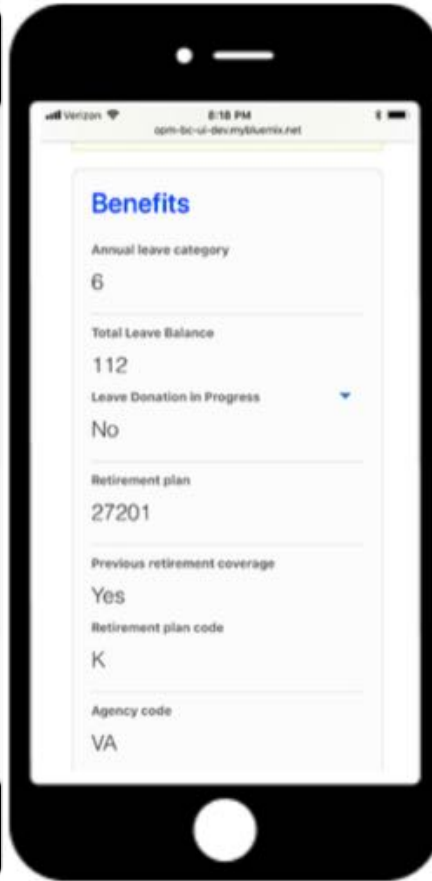 Verizon 8:18 PM
opm-bc-ui-dev.mybluemix.net
Benefits
Annual leave category
6
Total Leave Balance
112
Leave Donation in Progress
No
Retirement plan
27201
Previous retirement coverage
Yes
Retirement plan code
K
Agency code
VA